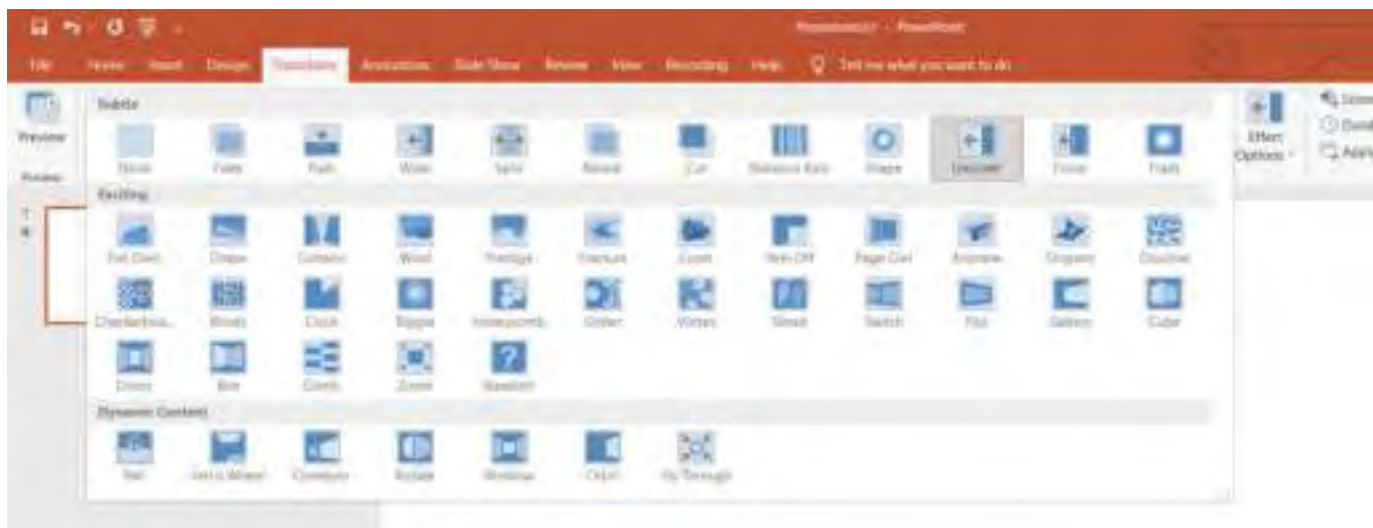 - PowerPoint
File Home Insert Design Transitions Animations Slide Show Review View Recording Help Tell me what you want to do
Preview
Preview
Subtle
None Fade Push Wipe Split Reveal Cut Random Bars Shape Uncover Cover Flash
Effect
Options
Exciting
Fall Over Drape Curtains Wind Prestige Fracture Crush Peel Off Page Curl Airplane Origami Dissolve
Checkerboa... Blinds Clock Ripple Honeycomb Glitter Vortex Shred Switch Flip Gallery Cube
Doors Box Comb Zoom Random
Dynamic Content
Pan Ferris Wheel Conveyor Rotate Window Orbit Fly Through
1